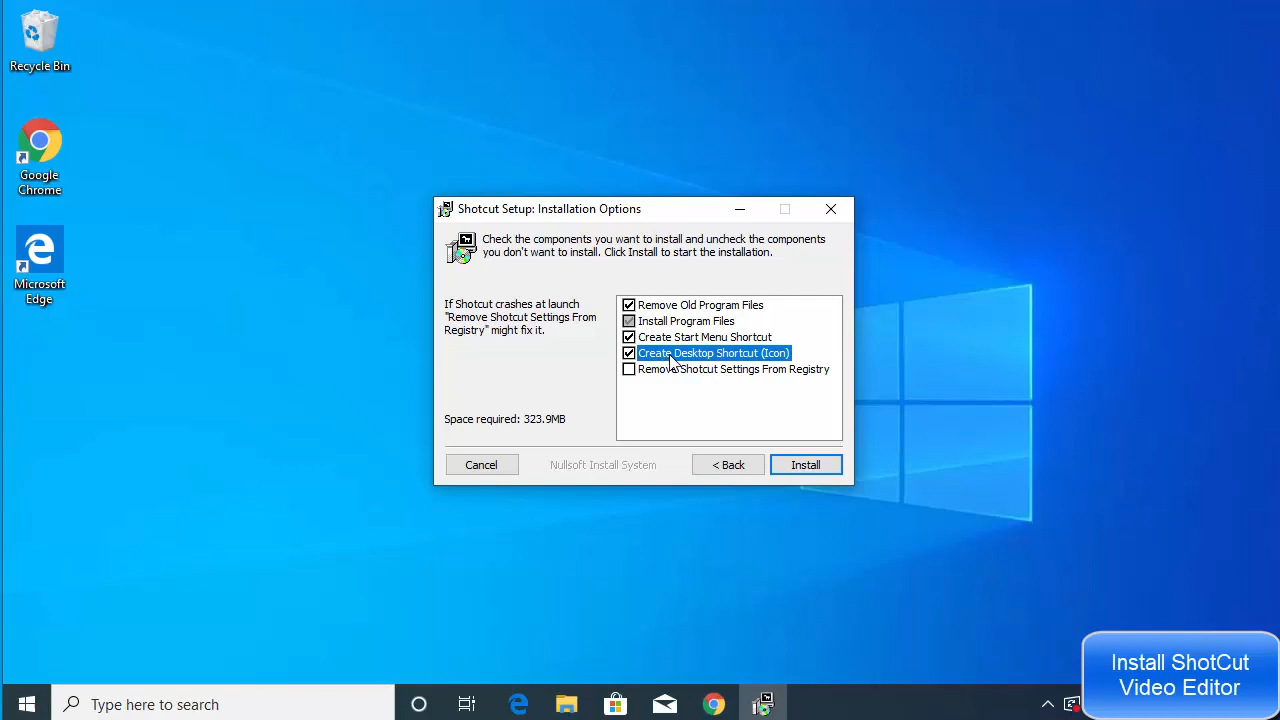 Recycle Bin
Google
Chrome
Microsoft
Edge
Shotcut Setup: Installation Options
Check the components you want to install and uncheck the components
you don't want to install. Click Install to start the installation.
If Shotcut crashes at launch
"Remove Shotcut Settings From
Registry" might fix it.
Remove Old Program Files
Install Program Files
Create Start Menu Shortcut
Create Desktop Shortcut (Icon)
Remove Shotcut Settings From Registry
Space required: 323.9MB
Cancel
Nullsoft Install System
< Back
Install
Install ShotCut
Video Editor
Type here to search